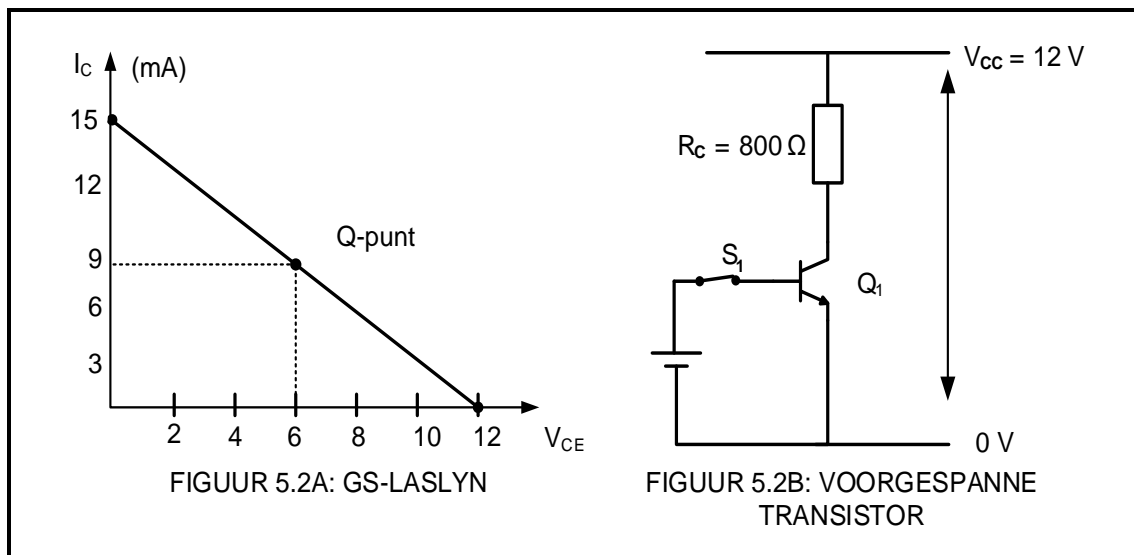 I_C (mA)
15
12
9
6
3
Q-punt
2 4 6 8 10 12 V_CE
FIGUUR 5.2A: GS-LASLYN
V_CC = 12 V
R_C = 800 Ω
S_1
Q_1
0 V
FIGUUR 5.2B: VOORGESPANNE
TRANSISTOR